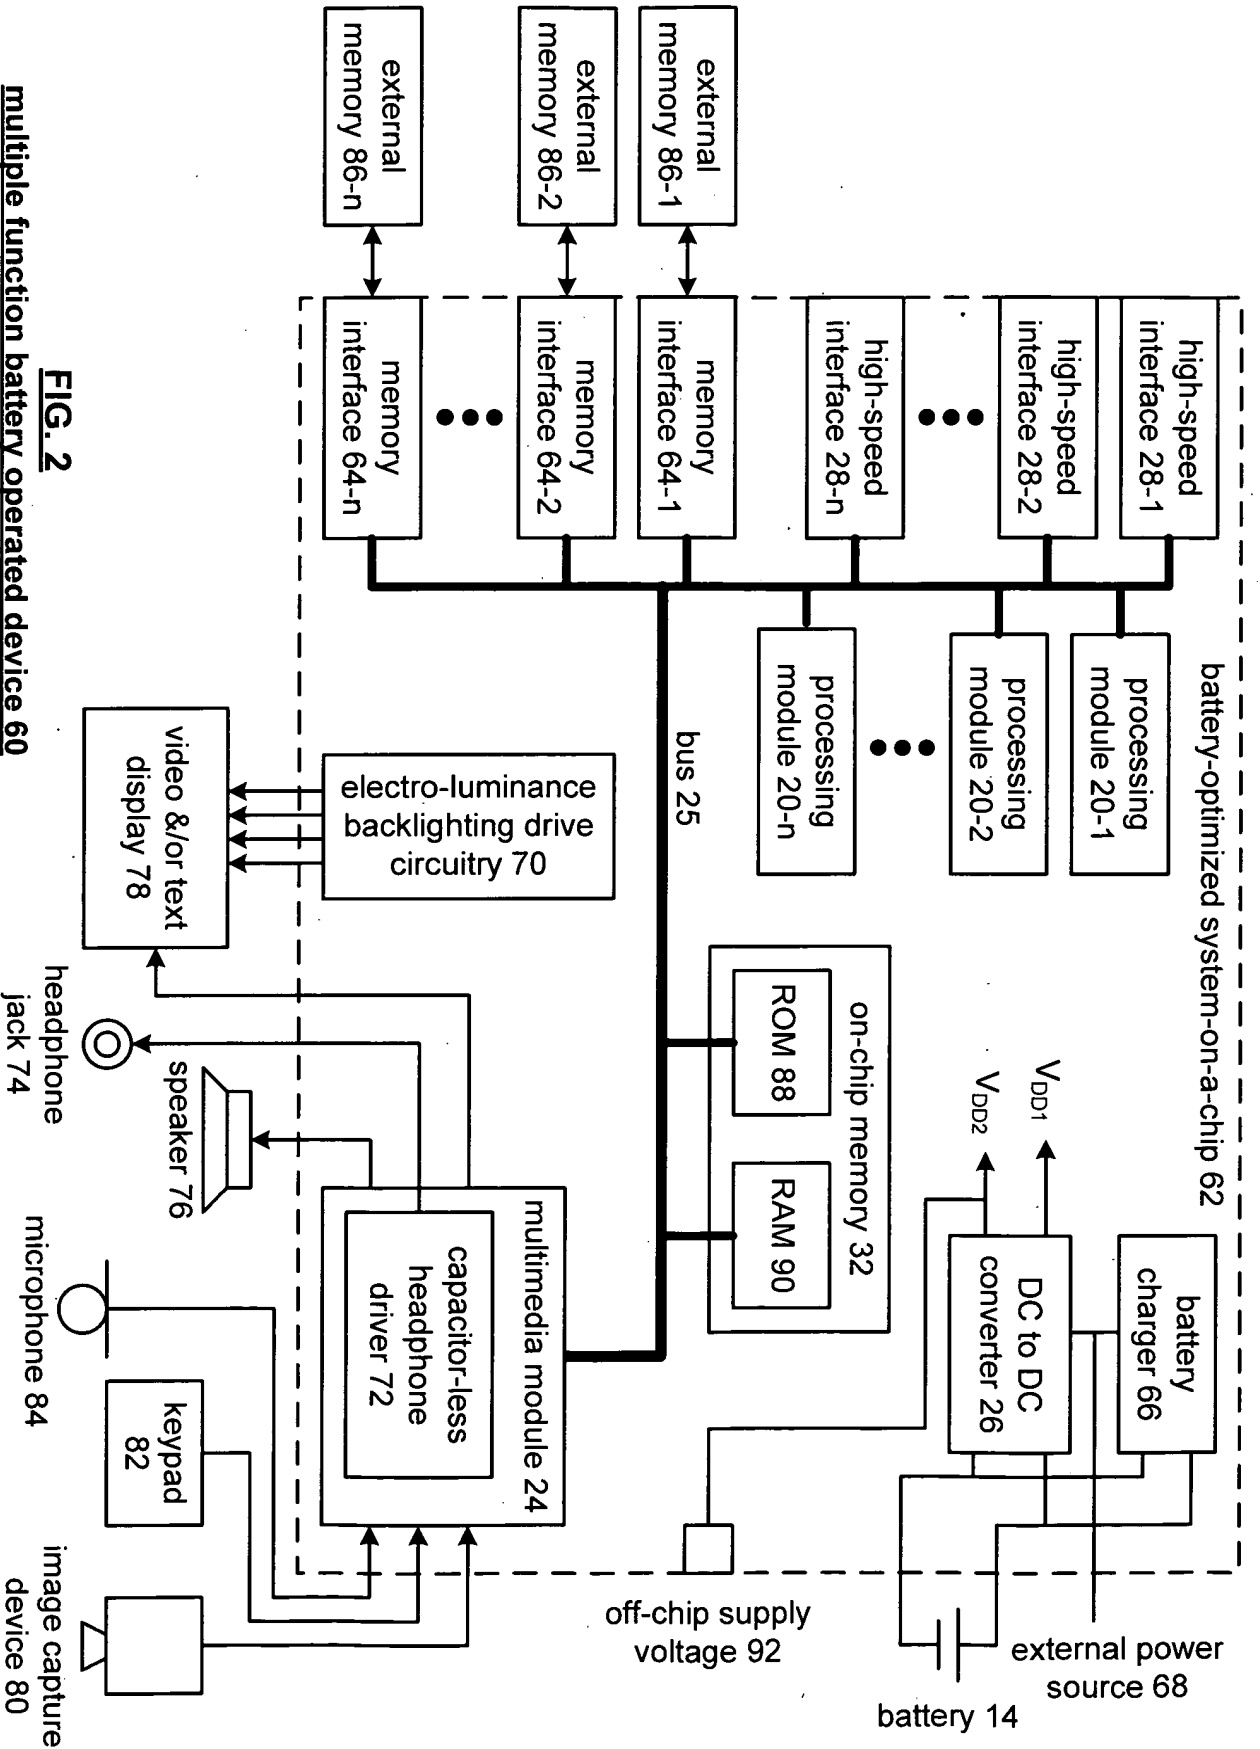 battery-optimized system-on-a-chip 62
high-speed
interface 28-1
high-speed
interface 28-2
high-speed
interface 28-n
memory
interface 64-1
memory
interface 64-2
memory
interface 64-n
external
memory 86-1
external
memory 86-2
external
memory 86-n
processing
module 20-1
processing
module 20-2
processing
module 20-n
bus 25
on-chip memory 32
ROM 88
RAM 90
VDD1
VDD2
battery
charger 66
DC to DC
converter 26
external power
source 68
battery 14
off-chip supply
voltage 92
electro-luminance
backlighting drive
circuitry 70
multimedia module 24
capacitor-less
headphone
driver 72
video &/or text
display 78
headphone
jack 74
speaker 76
microphone 84
keypad
82
image capture
device 80
FIG. 2
multiple function battery operated device 60